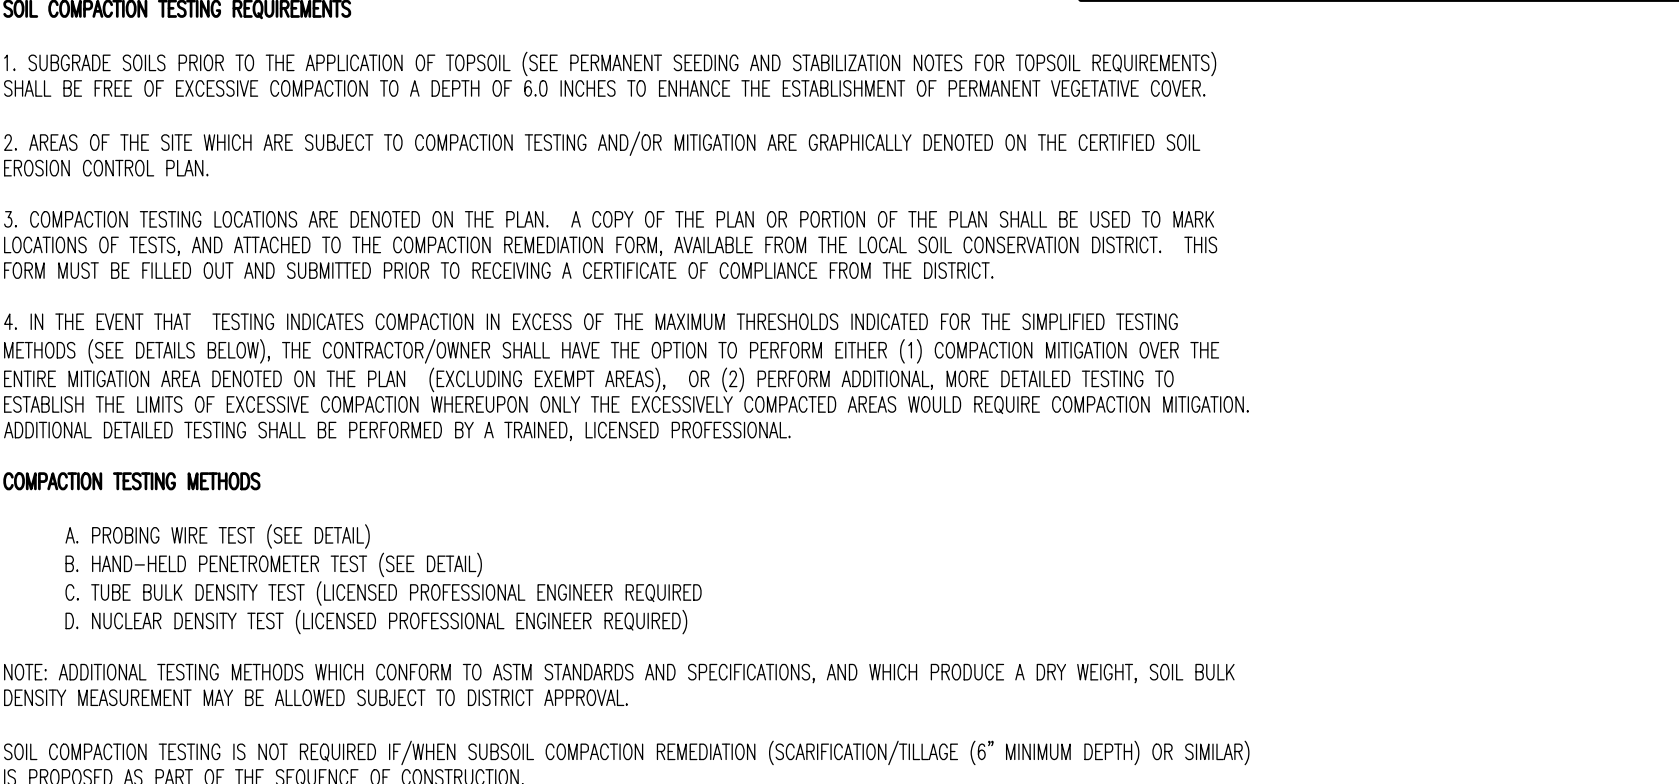 SOIL COMPACTION TESTING REQUIREMENTS
1. SUBGRADE SOILS PRIOR TO THE APPLICATION OF TOPSOIL (SEE PERMANENT SEEDING AND STABILIZATION NOTES FOR TOPSOIL REQUIREMENTS)
SHALL BE FREE OF EXCESSIVE COMPACTION TO A DEPTH OF 6.0 INCHES TO ENHANCE THE ESTABLISHMENT OF PERMANENT VEGETATIVE COVER.
2. AREAS OF THE SITE WHICH ARE SUBJECT TO COMPACTION TESTING AND/OR MITIGATION ARE GRAPHICALLY DENOTED ON THE CERTIFIED SOIL
EROSION CONTROL PLAN.
3. COMPACTION TESTING LOCATIONS ARE DENOTED ON THE PLAN. A COPY OF THE PLAN OR PORTION OF THE PLAN SHALL BE USED TO MARK
LOCATIONS OF TESTS, AND ATTACHED TO THE COMPACTION REMEDIATION FORM, AVAILABLE FROM THE LOCAL SOIL CONSERVATION DISTRICT. THIS
FORM MUST BE FILLED OUT AND SUBMITTED PRIOR TO RECEIVING A CERTIFICATE OF COMPLIANCE FROM THE DISTRICT.
4. IN THE EVENT THAT TESTING INDICATES COMPACTION IN EXCESS OF THE MAXIMUM THRESHOLDS INDICATED FOR THE SIMPLIFIED TESTING
METHODS (SEE DETAILS BELOW), THE CONTRACTOR/OWNER SHALL HAVE THE OPTION TO PERFORM EITHER (1) COMPACTION MITIGATION OVER THE
ENTIRE MITIGATION AREA DENOTED ON THE PLAN (EXCLUDING EXEMPT AREAS), OR (2) PERFORM ADDITIONAL, MORE DETAILED TESTING TO
ESTABLISH THE LIMITS OF EXCESSIVE COMPACTION WHEREUPON ONLY THE EXCESSIVELY COMPACTED AREAS WOULD REQUIRE COMPACTION MITIGATION.
ADDITIONAL DETAILED TESTING SHALL BE PERFORMED BY A TRAINED, LICENSED PROFESSIONAL.
COMPACTION TESTING METHODS
A. PROBING WIRE TEST (SEE DETAIL)
B. HAND-HELD PENETROMETER TEST (SEE DETAIL)
C. TUBE BULK DENSITY TEST (LICENSED PROFESSIONAL ENGINEER REQUIRED
D. NUCLEAR DENSITY TEST (LICENSED PROFESSIONAL ENGINEER REQUIRED)
NOTE: ADDITIONAL TESTING METHODS WHICH CONFORM TO ASTM STANDARDS AND SPECIFICATIONS, AND WHICH PRODUCE A DRY WEIGHT, SOIL BULK
DENSITY MEASUREMENT MAY BE ALLOWED SUBJECT TO DISTRICT APPROVAL.
SOIL COMPACTION TESTING IS NOT REQUIRED IF/WHEN SUBSOIL COMPACTION REMEDIATION (SCARIFICATION/TILLAGE (6” MINIMUM DEPTH) OR SIMILAR)
IS PROPOSED AS PART OF THE SEQUENCE OF CONSTRUCTION.